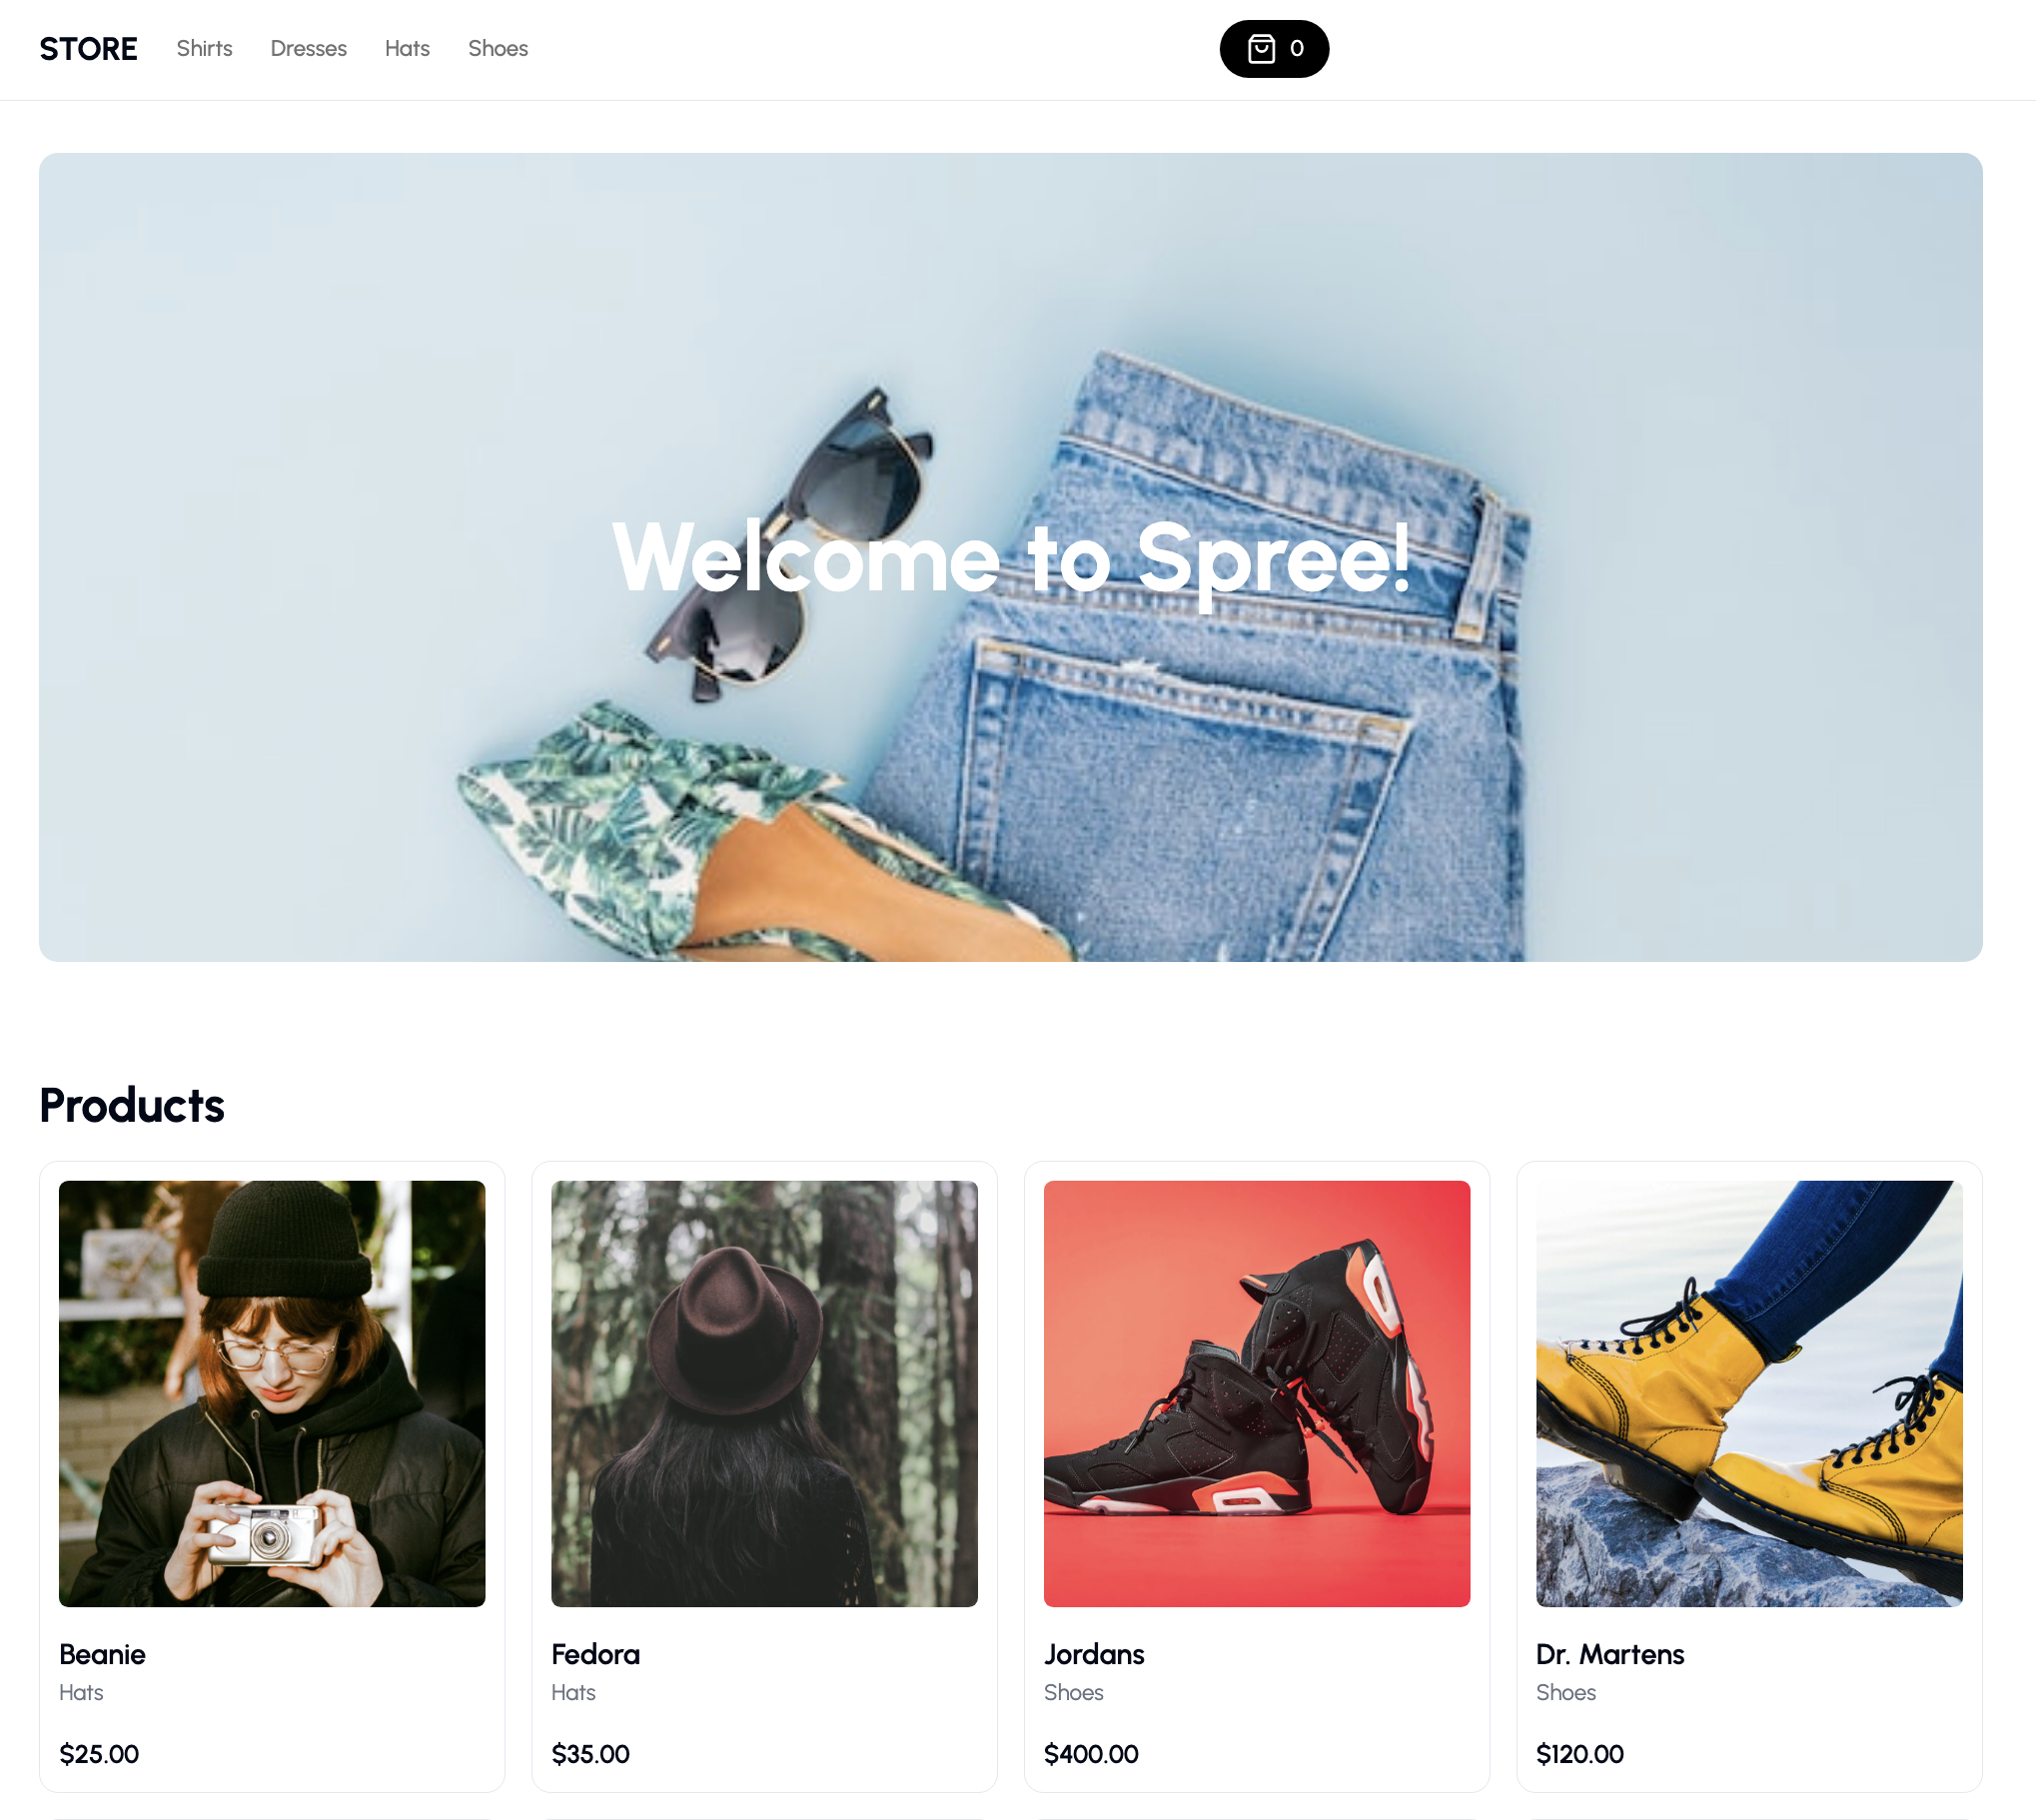 STORE Shirts Dresses Hats Shoes 0
Welcome to Spree!
Products
Beanie
Hats
$25.00
Fedora
Hats
$35.00
Jordans
Shoes
$400.00
Dr. Martens
Shoes
$120.00